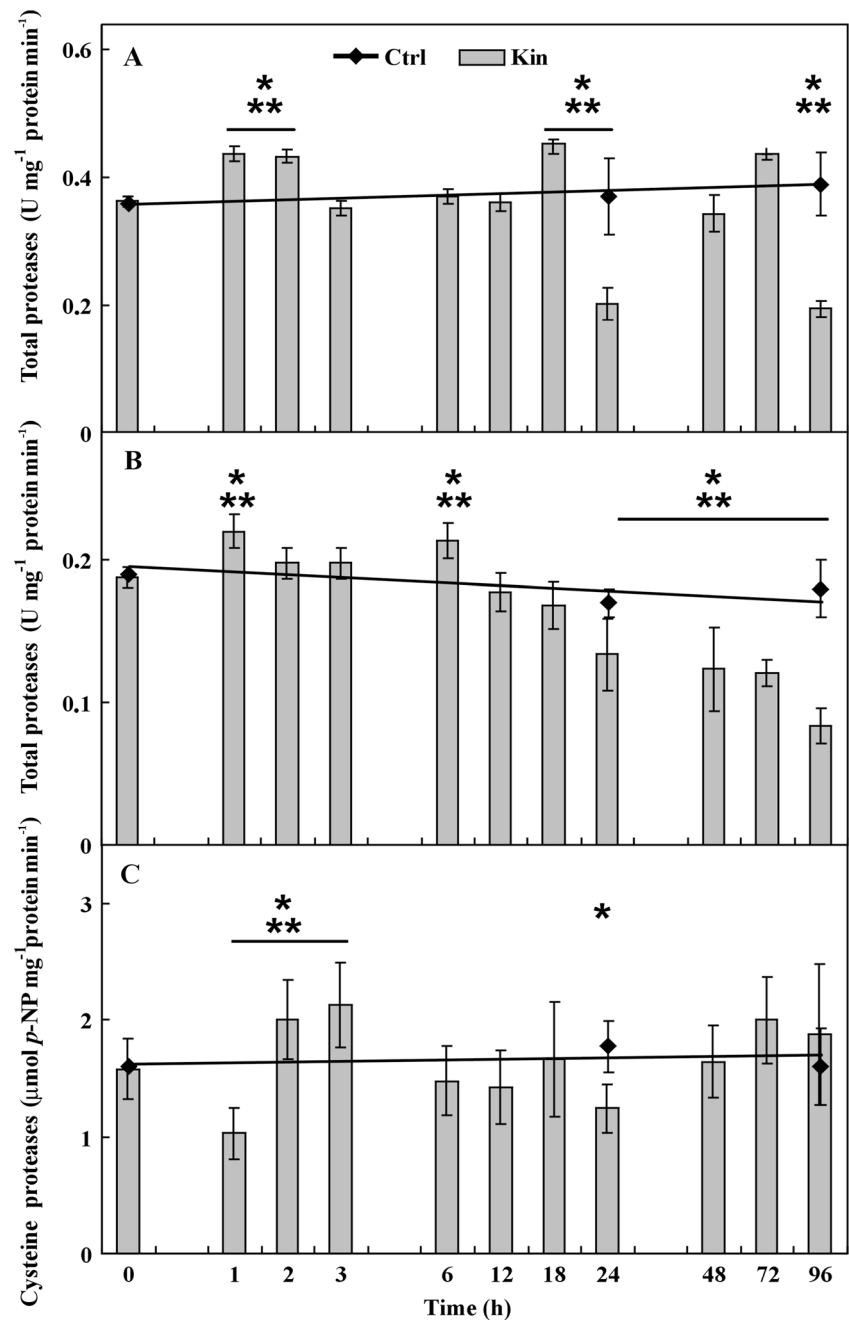 A
Ctrl
Kin
*
**
*
**
*
**
0.6
0.4
0.2
0
Total proteases (U mg-1 protein min-1)
B
*
**
*
**
*
**
0.2
0.1
0
Total proteases (U mg-1 protein min-1)
C
*
**
*
3
2
1
0
Cysteine proteases (μmol p-NP mg-1protein min-1)
0 1 2 3 6 12 18 24 48 72 96
Time (h)